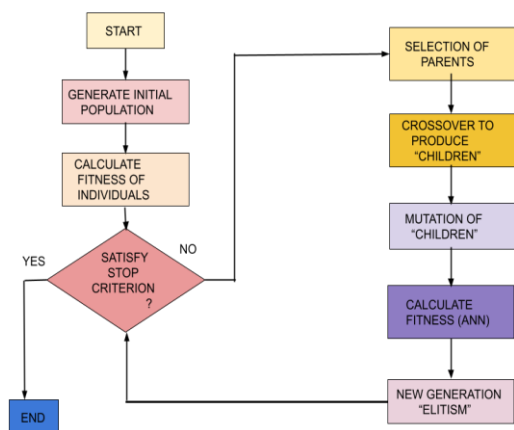 START
GENERATE INITIAL
POPULATION
CALCULATE
FITNESS OF
INDIVIDUALS
YES
NO
SATISFY
STOP
CRITERION
?
END
SELECTION OF
PARENTS
CROSSOVER TO
PRODUCE
“CHILDREN”
MUTATION OF
“CHILDREN”
CALCULATE
FITNESS (ANN)
NEW GENERATION
“ELITISM”